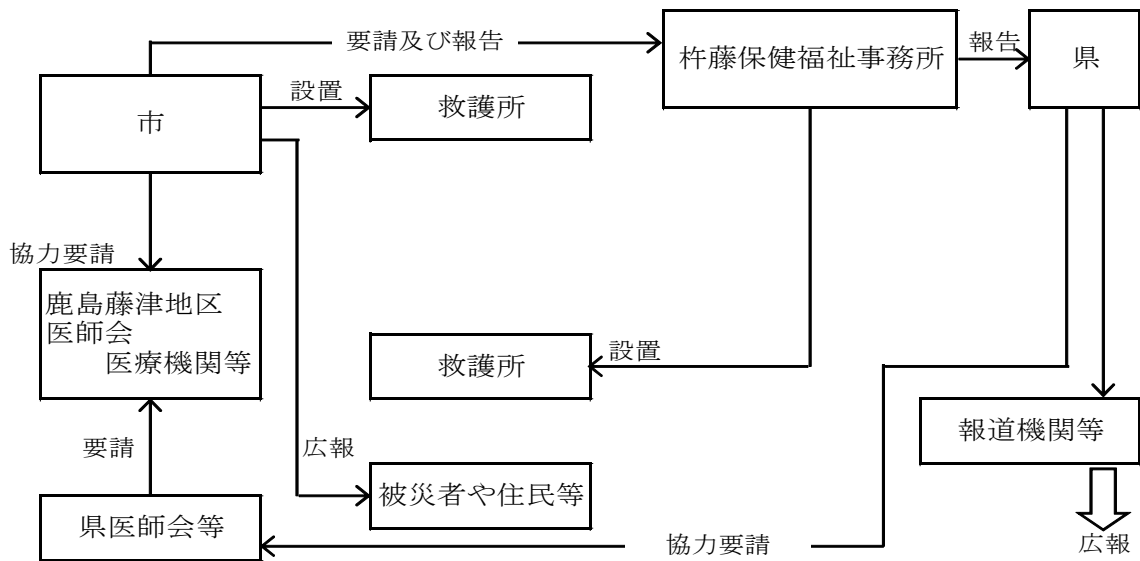 要請及び報告
杵藤保健福祉事務所
報告
県
市
設置
救護所
協力要請
鹿島藤津地区
医師会
医療機関等
救護所
設置
要請
広報
報道機関等
被災者や住民等
県医師会等
協力要請
広報